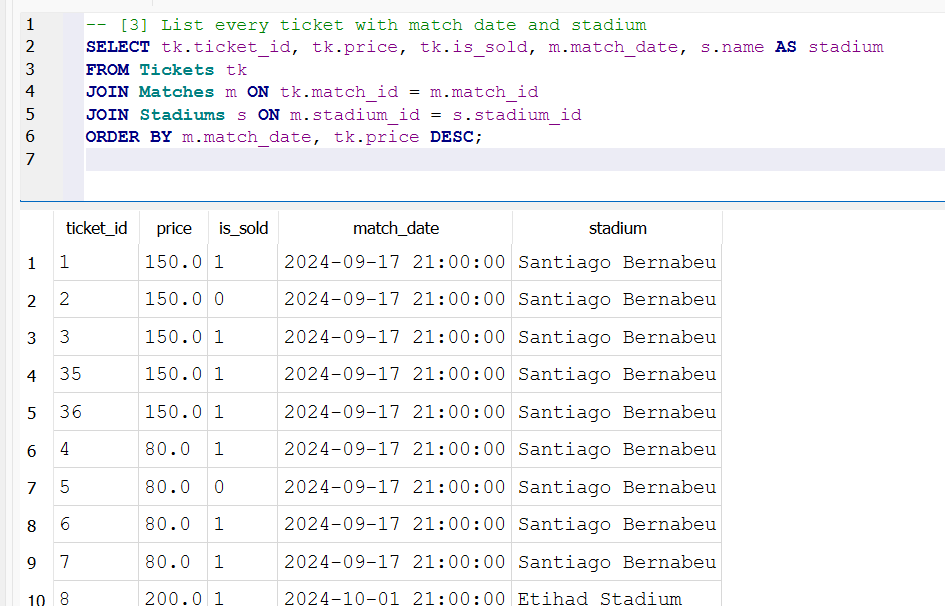 1 -- [3] List every ticket with match date and stadium
2 SELECT tk.ticket_id, tk.price, tk.is_sold, m.match_date, s.name AS stadium
3 FROM Tickets tk
4 JOIN Matches m ON tk.match_id = m.match_id
5 JOIN Stadiums s ON m.stadium_id = s.stadium_id
6 ORDER BY m.match_date, tk.price DESC;
7
ticket_id price is_sold match_date stadium
1 1 150.0 1 2024-09-17 21:00:00 Santiago Bernabeu
2 2 150.0 0 2024-09-17 21:00:00 Santiago Bernabeu
3 3 150.0 1 2024-09-17 21:00:00 Santiago Bernabeu
4 35 150.0 1 2024-09-17 21:00:00 Santiago Bernabeu
5 36 150.0 1 2024-09-17 21:00:00 Santiago Bernabeu
6 4 80.0 1 2024-09-17 21:00:00 Santiago Bernabeu
7 5 80.0 0 2024-09-17 21:00:00 Santiago Bernabeu
8 6 80.0 1 2024-09-17 21:00:00 Santiago Bernabeu
9 7 80.0 1 2024-09-17 21:00:00 Santiago Bernabeu
10 8 200.0 1 2024-10-01 21:00:00 Etihad Stadium